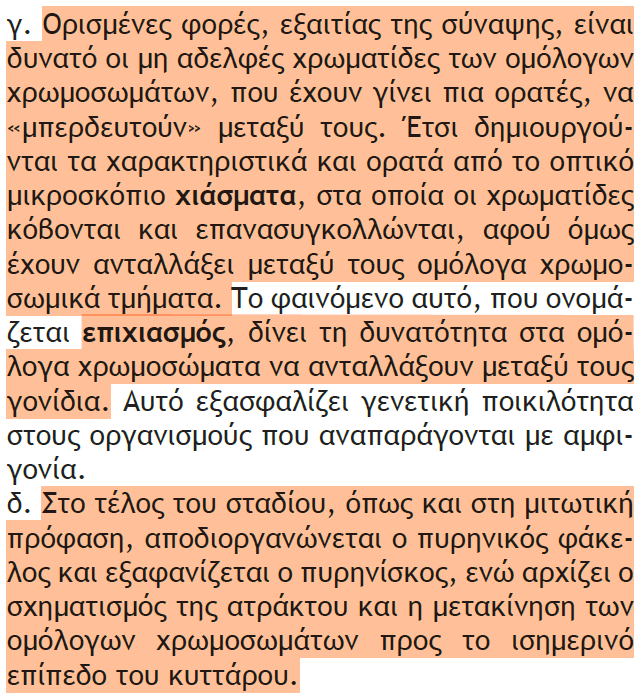 γ. Ορισμένες φορές, εξαιτίας της σύναψης, είναι
δυνατό οι μη αδελφές χρωματίδες των ομόλογων
χρωμοσωμάτων, που έχουν γίνει πια ορατές, να
«μπερδευτούν» μεταξύ τους. Έτσι δημιουργού-
νται τα χαρακτηριστικά και ορατά από το οπτικό
μικροσκόπιο χιάσματα, στα οποία οι χρωματίδες
κόβονται και επανασυγκολλώνται, αφού όμως
έχουν ανταλλάξει μεταξύ τους ομόλογα χρωμο-
σωμικά τμήματα. Το φαινόμενο αυτό, που ονομά-
ζεται επιχιασμός, δίνει τη δυνατότητα στα ομό-
λογα χρωμοσώματα να ανταλλάξουν μεταξύ τους
γονίδια. Αυτό εξασφαλίζει γενετική ποικιλότητα
στους οργανισμούς που αναπαράγονται με αμφι-
γονία.
δ. Στο τέλος του σταδίου, όπως και στη μιτωτική
πρόφαση, αποδιοργανώνεται ο πυρηνικός φάκε-
λος και εξαφανίζεται ο πυρηνίσκος, ενώ αρχίζει ο
σχηματισμός της ατράκτου και η μετακίνηση των
ομόλογων χρωμοσωμάτων προς το ισημερινό
επίπεδο του κυττάρου.